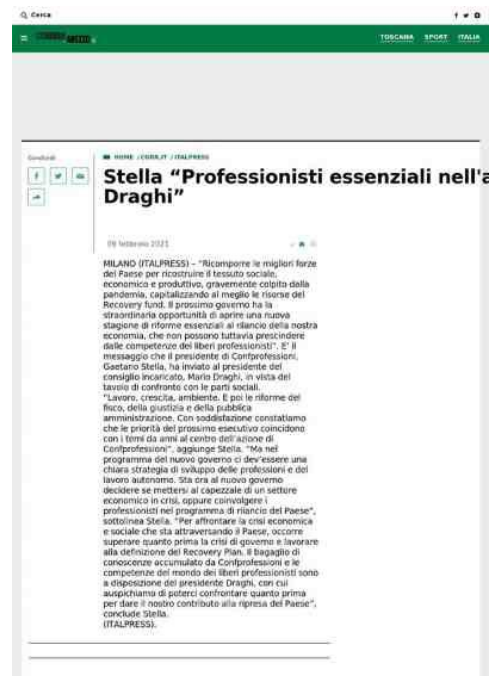 Cerca
TOSCANA SPORT ITALIA
Condividi
HOME / CORR.IT / ITALPRESS
Stella “Professionisti essenziali nell'a
Draghi”
09 febbraio 2021
MILANO (ITALPRESS) – “Ricomporre le migliori forze
del Paese per ricostruire il tessuto sociale,
economico e produttivo, gravemente colpito dalla
pandemia, capitalizzando al meglio le risorse del
Recovery fund. Il prossimo governo ha la
straordinaria opportunità di aprire una nuova
stagione di riforme essenziali al rilancio della nostra
economia, che non possono tuttavia prescindere
dalle competenze dei liberi professionisti”. E' il
messaggio che il presidente di Confprofessioni,
Gaetano Stella, ha inviato al presidente del
consiglio incaricato, Mario Draghi, in vista del
tavolo di confronto con le parti sociali.
“Lavoro, crescita, ambiente. E poi le riforme del
fisco, della giustizia e della pubblica
amministrazione. Con soddisfazione constatiamo
che le priorità del prossimo esecutivo coincidono
con i temi da anni al centro dell'azione di
Confprofessioni”, aggiunge Stella. “Ma nel
programma del nuovo governo ci dev'essere una
chiara strategia di sviluppo delle professioni e del
lavoro autonomo. Sta ora al nuovo governo
decidere se mettersi al capezzale di un settore
economico in crisi, oppure coinvolgere i
professionisti nel programma di rilancio del Paese”,
sottolinea Stella. “Per affrontare la crisi economica
e sociale che sta attraversando il Paese, occorre
superare quanto prima la crisi di governo e lavorare
alla definizione del Recovery Plan. Il bagaglio di
conoscenze accumulato da Confprofessioni e le
competenze del mondo dei liberi professionisti sono
a disposizione del presidente Draghi, con cui
auspichiamo di poterci confrontare quanto prima
per dare il nostro contributo alla ripresa del Paese”,
conclude Stella.
(ITALPRESS).